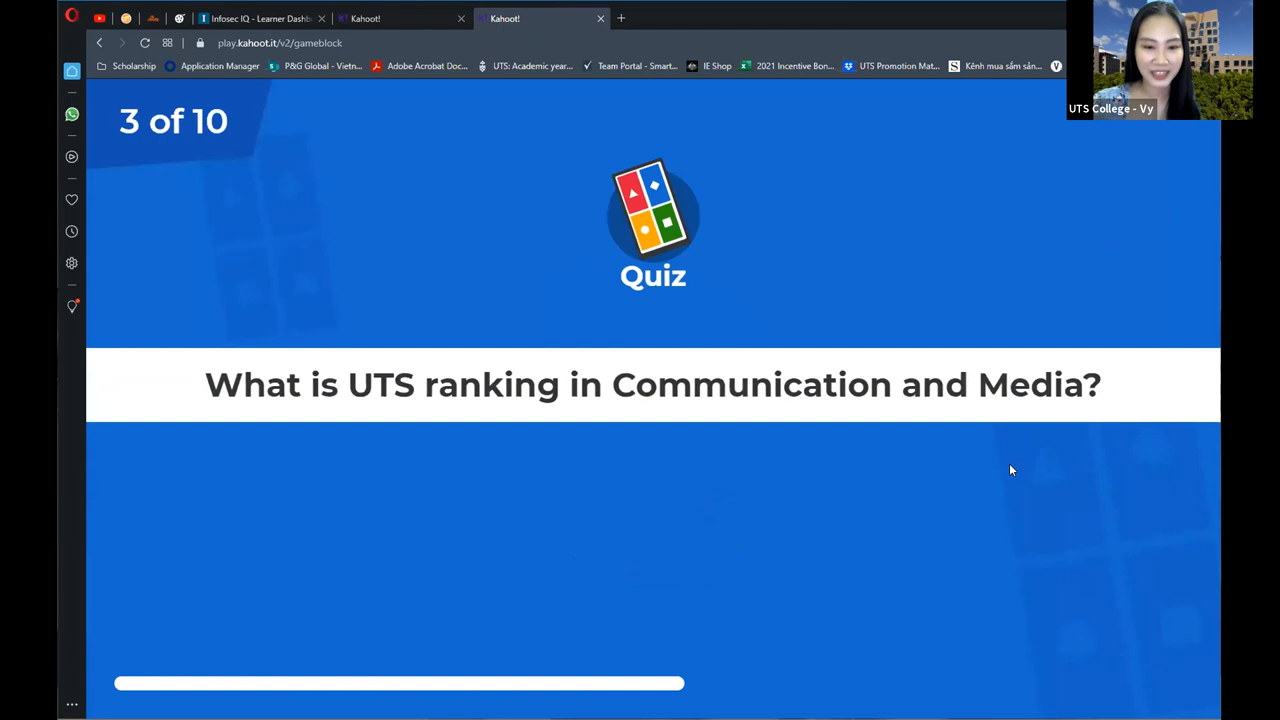 Infosec IQ - Learner Dashb
Kahoot!
Kahoot!
play.kahoot.it/v2/gameblock
Scholarship
Application Manager
P&G Global - Vietn...
Adobe Acrobat Doc...
UTS: Academic year...
Team Portal - Smart...
IE Shop
2021 Incentive Bon...
UTS Promotion Mat...
Kênh mua sắm sản...
UTS College - Vy
3 of 10
Quiz
What is UTS ranking in Communication and Media?